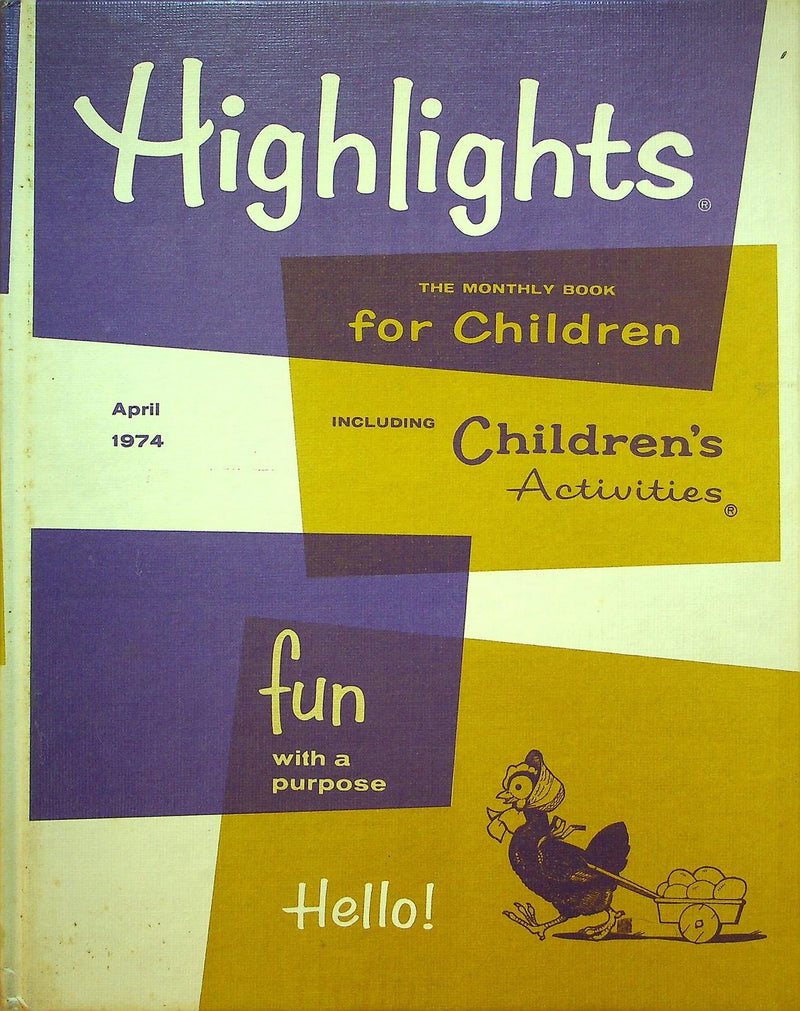 Highlights®
THE MONTHLY BOOK
for Children
April
1974
INCLUDING
Children's
Activities®
fun
with a
purpose
Hello!